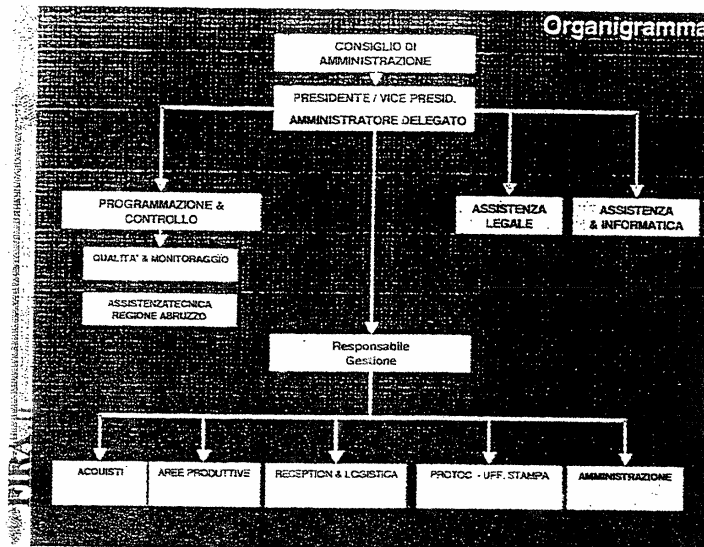 Organigramma
CONSIGLIO DI
AMMINISTRAZIONE
PRESIDENTE / VICE PRESID.
AMMINISTRATORE DELEGATO
PROGRAMMAZIONE &
CONTROLLO
QUALITA' & MONITORAGGIO
ASSISTENZATECNICA
REGIONE ABRUZZO
ASSISTENZA
LEGALE
ASSISTENZA
& INFORMATICA
Responsabile
Gestione
ACQUISTI
AREE PRODUTTIVE
RECEPTION & LOGISTICA
PROTOC - UFF. STAMPA
AMMINISTRAZIONE
FIRA